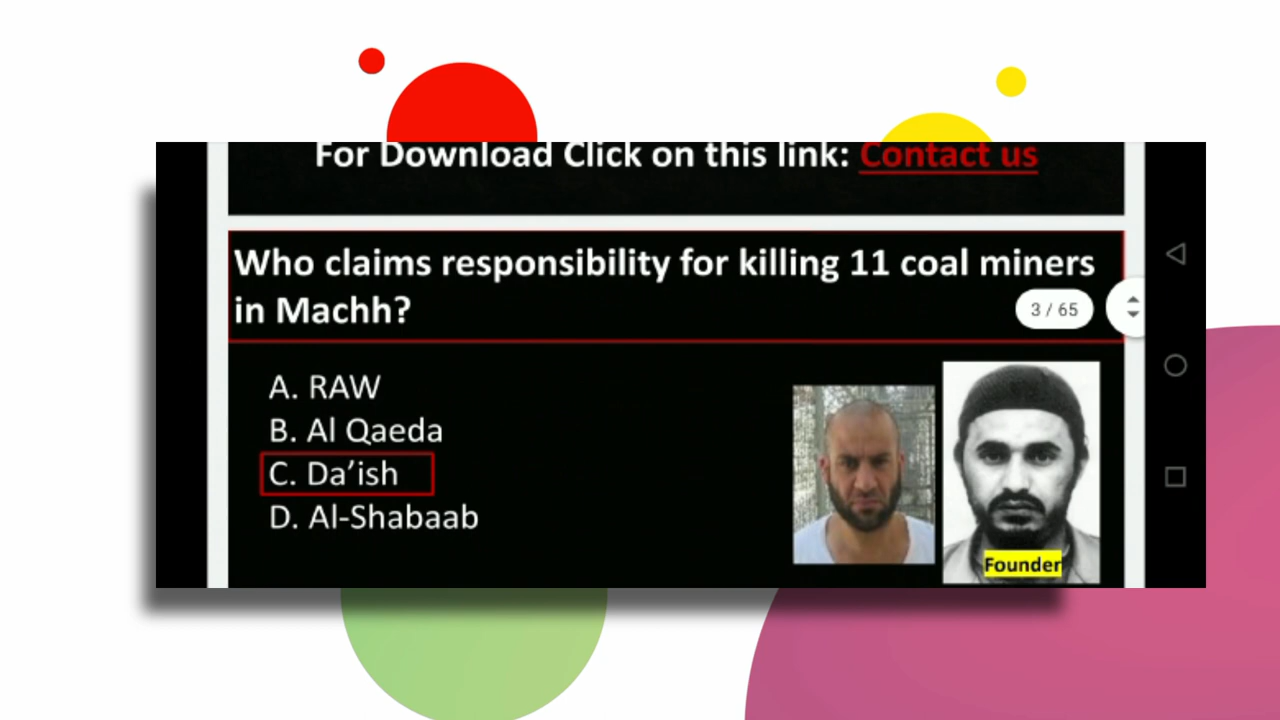 For Download Click on this link: Contact us
Who claims responsibility for killing 11 coal miners
in Machh?
3 / 65
A. RAW
B. Al Qaeda
C. Da’ish
D. Al-Shabaab
Founder